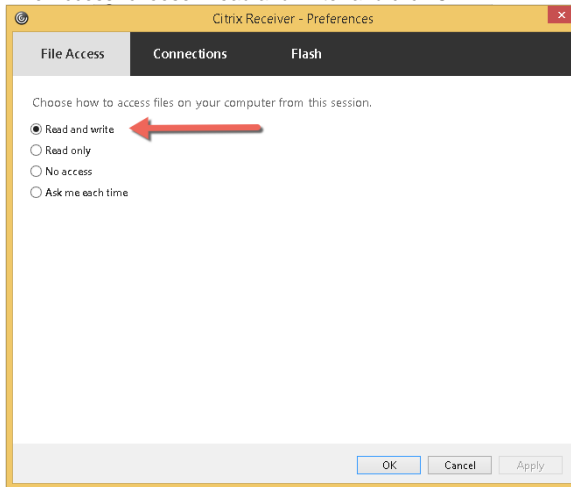 Citrix Receiver - Preferences
File Access Connections Flash
Choose how to access files on your computer from this session.
Read and write
Read only
No access
Ask me each time
OK Cancel Apply